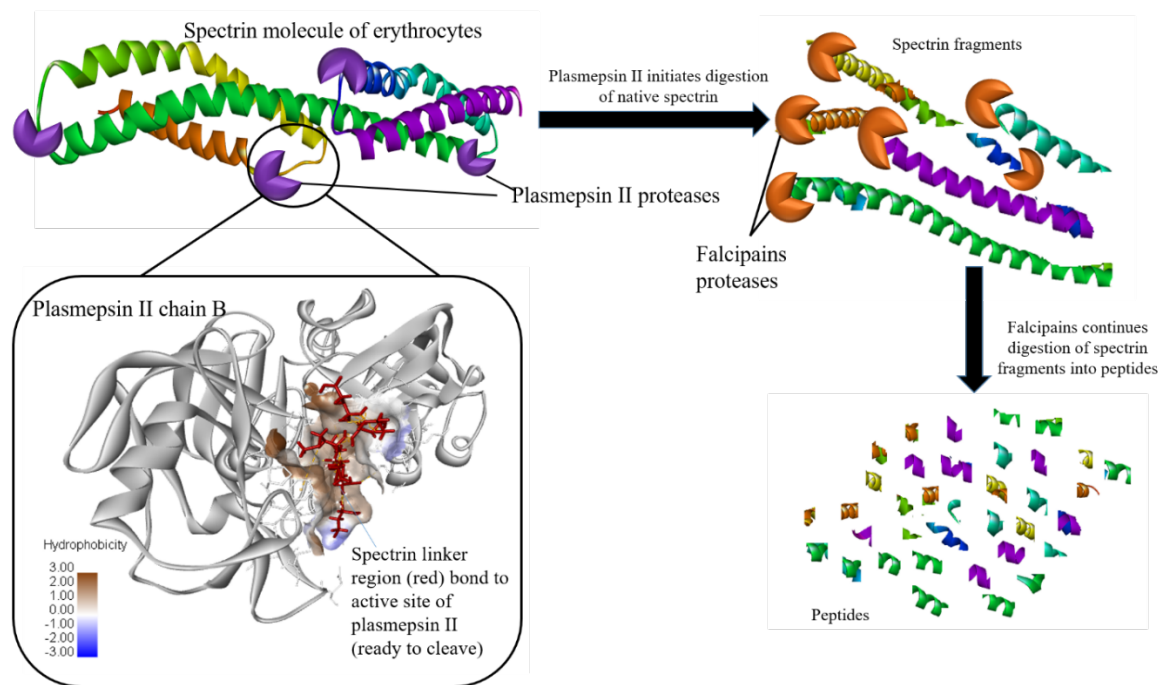 Spectrin molecule of erythrocytes
Plasmepsin II initiates digestion
of native spectrin
Spectrin fragments
Plasmepsin II proteases
Falcipains
proteases
Plasmepsin II chain B
Hydrophobicity
3.00
2.00
1.00
0.00
-1.00
-2.00
-3.00
Spectrin linker
region (red) bond to
active site of
plasmepsin II
(ready to cleave)
Falcipains continues
digestion of spectrin
fragments into peptides
Peptides